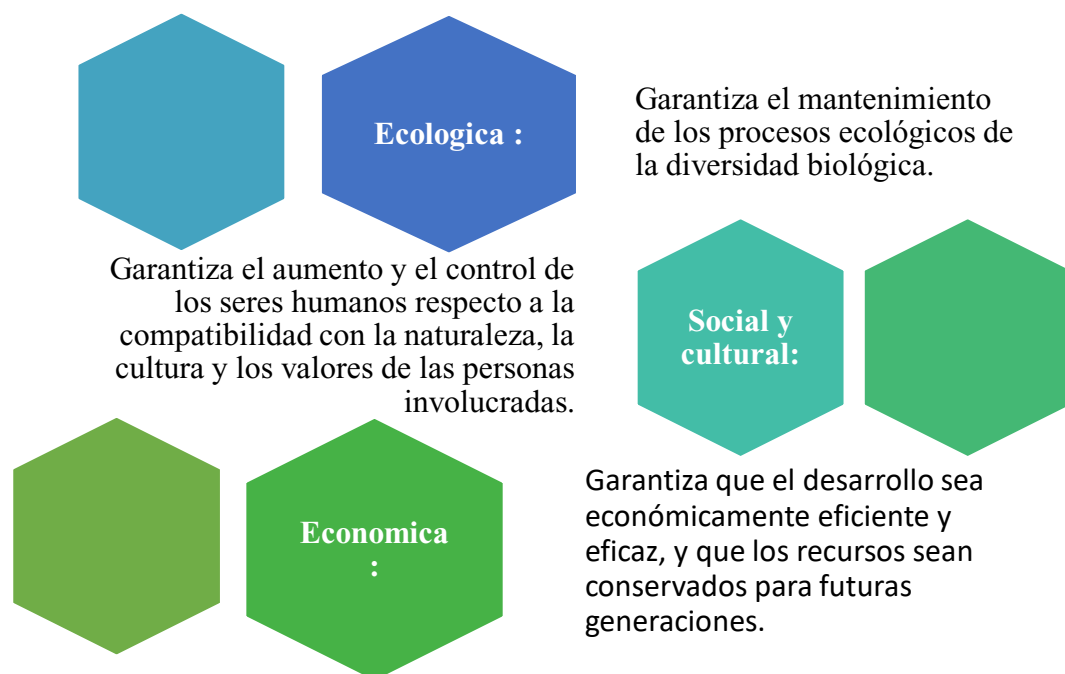 Ecologica :
Garantiza el mantenimiento
de los procesos ecológicos de
la diversidad biológica.
Social y
cultural:
Garantiza el aumento y el control de
los seres humanos respecto a la
compatibilidad con la naturaleza, la
cultura y los valores de las personas
involucradas.
Economica
:
Garantiza que el desarrollo sea
económicamente eficiente y
eficaz, y que los recursos sean
conservados para futuras
generaciones.